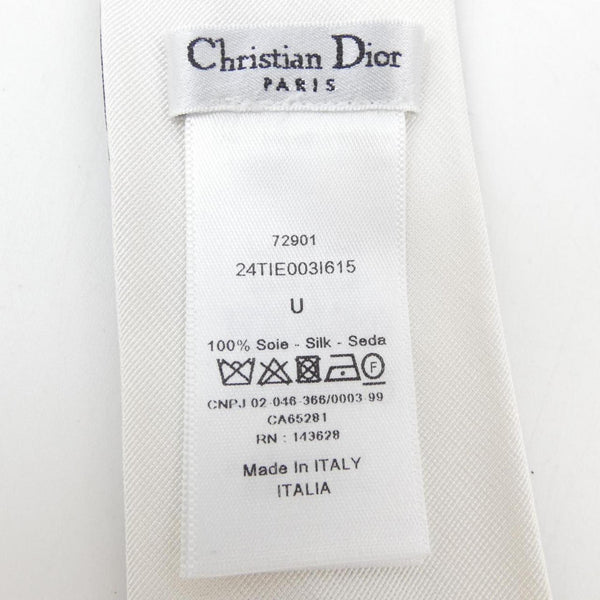 Christian Dior
PARIS
72901
24TIE003I615
U
100% Soie - Silk - Seda
F
CNPJ 02-046-366/0003-99
CA65281
RN : 143628
Made In ITALY
ITALIA